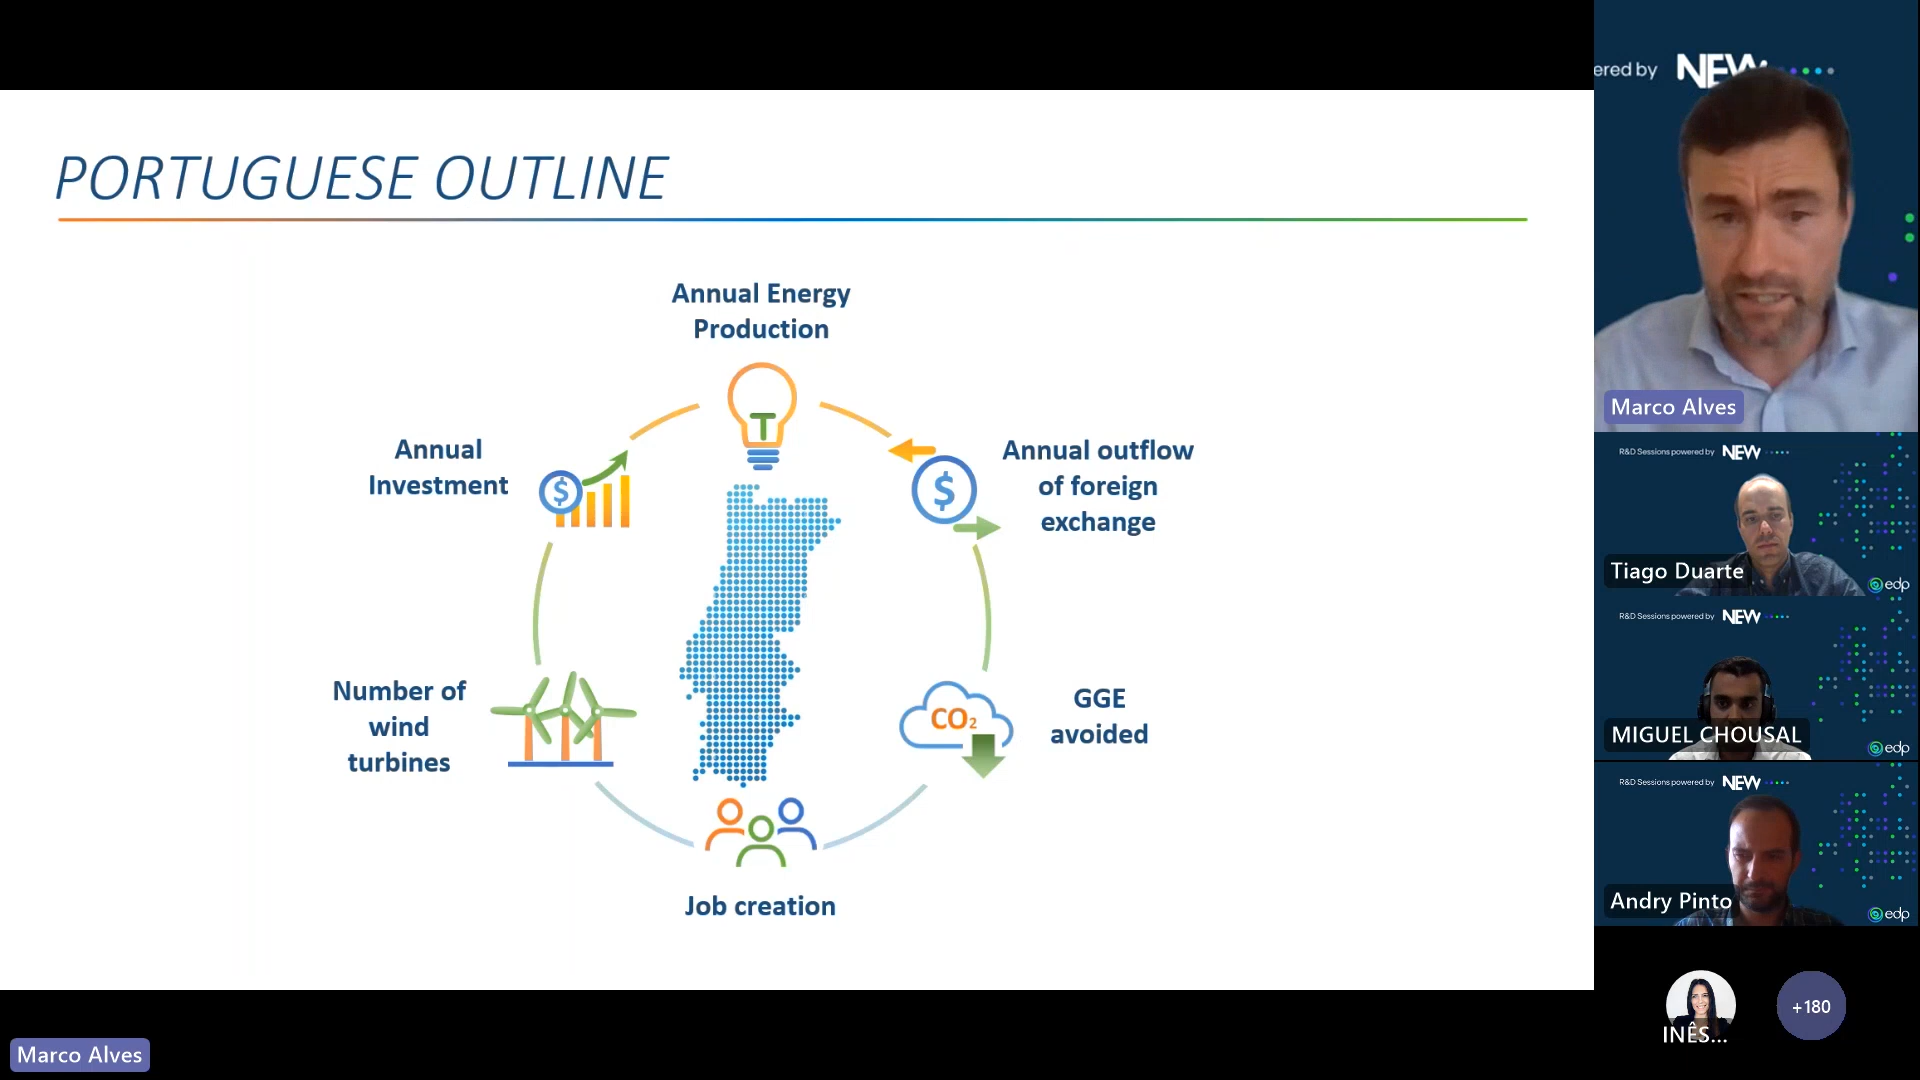 PORTUGUESE OUTLINE
Annual Energy
Production
Annual
Investment
$
T
$
Annual outflow
of foreign
exchange
Number of
wind
turbines
CO₂
GGE
avoided
Job creation
Marco Alves
ered by NEW
Marco Alves
R&D Sessions powered by NEW
Tiago Duarte
edp
R&D Sessions powered by NEW
MIGUEL CHOUSAL
edp
R&D Sessions powered by NEW
Andry Pinto
edp
INÊS...
+180